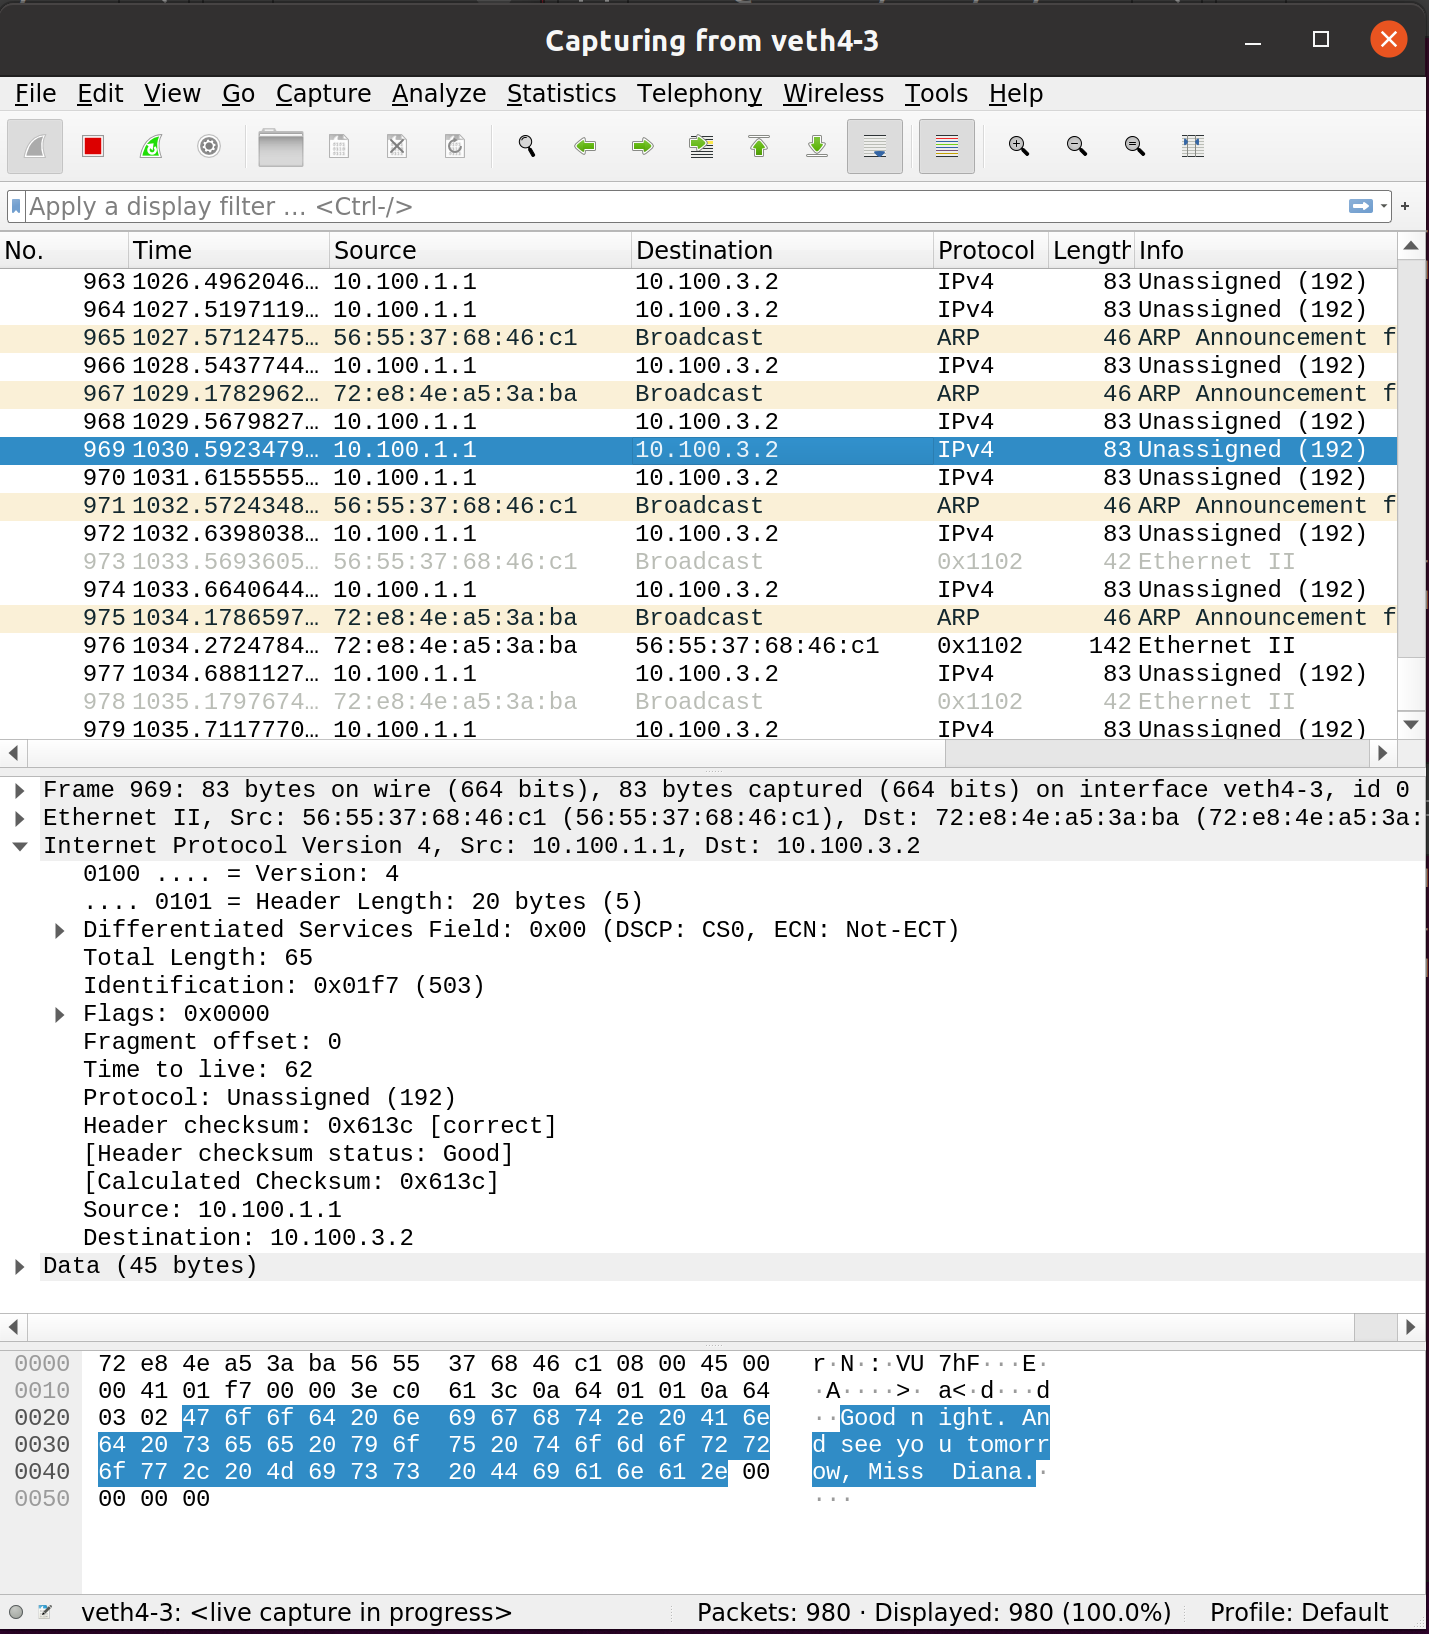 Capturing from veth4-3
File Edit View Go Capture Analyze Statistics Telephony Wireless Tools Help
Apply a display filter ... <Ctrl-/>
+
No. Time Source Destination Protocol Length Info
963 1026.4962046… 10.100.1.1 10.100.3.2 IPv4 83 Unassigned (192)
964 1027.5197119… 10.100.1.1 10.100.3.2 IPv4 83 Unassigned (192)
965 1027.5712475… 56:55:37:68:46:c1 Broadcast ARP 46 ARP Announcement f
966 1028.5437744… 10.100.1.1 10.100.3.2 IPv4 83 Unassigned (192)
967 1029.1782962… 72:e8:4e:a5:3a:ba Broadcast ARP 46 ARP Announcement f
968 1029.5679827… 10.100.1.1 10.100.3.2 IPv4 83 Unassigned (192)
969 1030.5923479… 10.100.1.1 10.100.3.2 IPv4 83 Unassigned (192)
970 1031.6155555… 10.100.1.1 10.100.3.2 IPv4 83 Unassigned (192)
971 1032.5724348… 56:55:37:68:46:c1 Broadcast ARP 46 ARP Announcement f
972 1032.6398038… 10.100.1.1 10.100.3.2 IPv4 83 Unassigned (192)
973 1033.5693605… 56:55:37:68:46:c1 Broadcast 0x1102 42 Ethernet II
974 1033.6640644… 10.100.1.1 10.100.3.2 IPv4 83 Unassigned (192)
975 1034.1786597… 72:e8:4e:a5:3a:ba Broadcast ARP 46 ARP Announcement f
976 1034.2724784… 72:e8:4e:a5:3a:ba 56:55:37:68:46:c1 0x1102 142 Ethernet II
977 1034.6881127… 10.100.1.1 10.100.3.2 IPv4 83 Unassigned (192)
978 1035.1797674… 72:e8:4e:a5:3a:ba Broadcast 0x1102 42 Ethernet II
979 1035.7117770… 10.100.1.1 10.100.3.2 IPv4 83 Unassigned (192)
Frame 969: 83 bytes on wire (664 bits), 83 bytes captured (664 bits) on interface veth4-3, id 0
Ethernet II, Src: 56:55:37:68:46:c1 (56:55:37:68:46:c1), Dst: 72:e8:4e:a5:3a:ba (72:e8:4e:a5:3a:
Internet Protocol Version 4, Src: 10.100.1.1, Dst: 10.100.3.2
0100 .... = Version: 4
.... 0101 = Header Length: 20 bytes (5)
Differentiated Services Field: 0x00 (DSCP: CS0, ECN: Not-ECT)
Total Length: 65
Identification: 0x01f7 (503)
Flags: 0x0000
Fragment offset: 0
Time to live: 62
Protocol: Unassigned (192)
Header checksum: 0x613c [correct]
[Header checksum status: Good]
[Calculated Checksum: 0x613c]
Source: 10.100.1.1
Destination: 10.100.3.2
Data (45 bytes)
0000 72 e8 4e a5 3a ba 56 55 37 68 46 c1 08 00 45 00 r·N·:·VU 7hF···E·
0010 00 41 01 f7 00 00 3e c0 61 3c 0a 64 01 01 0a 64 ·A····>· a<·d···d
0020 03 02 47 6f 6f 64 20 6e 69 67 68 74 2e 20 41 6e ··Good n ight. An
0030 64 20 73 65 65 20 79 6f 75 20 74 6f 6d 6f 72 72 d see yo u tomorr
0040 6f 77 2c 20 4d 69 73 73 20 44 69 61 6e 61 2e 00 ow, Miss  Diana.·
0050 00 00 00 ···
veth4-3: <live capture in progress> Packets: 980 · Displayed: 980 (100.0%) Profile: Default